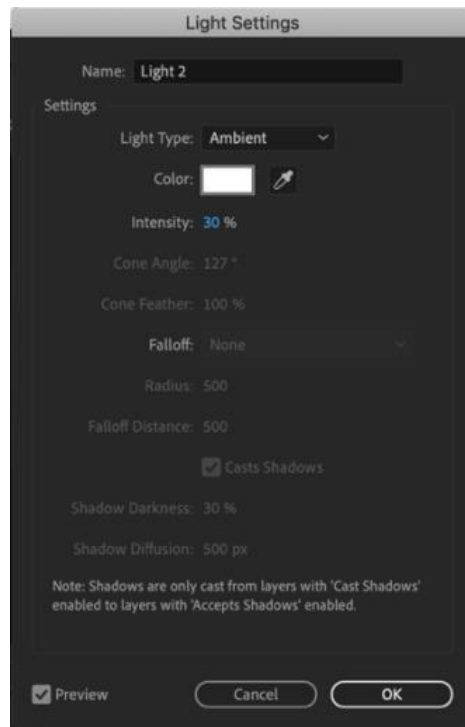 Light Settings
Name: Light 2
Settings
Light Type: Ambient
Color:
Intensity: 30 %
Cone Angle: 127 °
Cone Feather: 100 %
Falloff: None
Radius: 500
Falloff Distance: 500
Casts Shadows
Shadow Darkness: 30 %
Shadow Diffusion: 500 px
Note: Shadows are only cast from layers with 'Cast Shadows'
enabled to layers with 'Accepts Shadows' enabled.
Preview Cancel OK